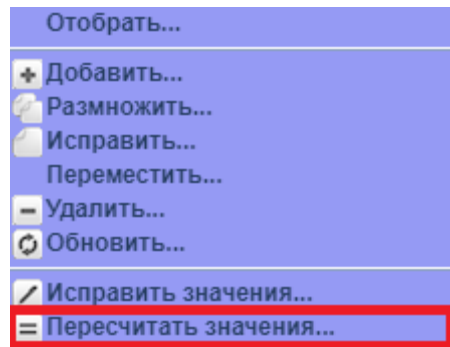 Отобрать...
Добавить...
Размножить...
Исправить...
Переместить...
Удалить...
Обновить...
Исправить значения...
Пересчитать значения...